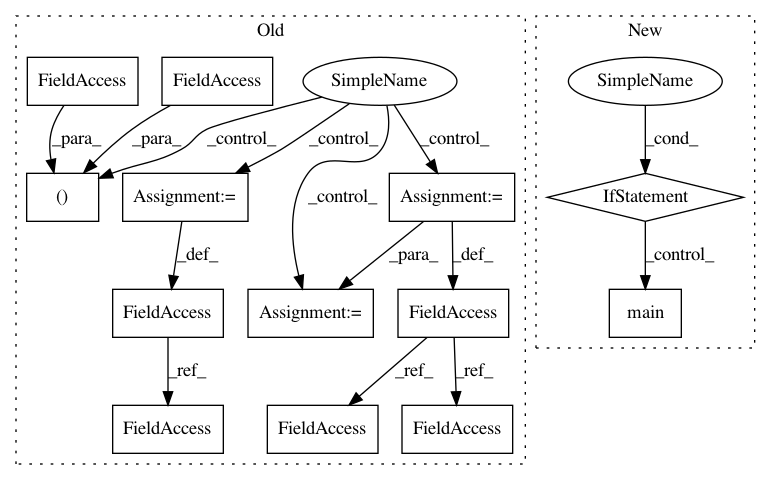 Old
New
FieldAccess
FieldAccess
SimpleName
SimpleName
_para_
_para_
_control_
_control_
_control_
_cond_
()
Assignment:=
_control_
Assignment:=
IfStatement
_def_
_para_
_def_
_control_
FieldAccess
Assignment:=
FieldAccess
main
_ref_
_ref_
_ref_
FieldAccess
FieldAccess
FieldAccess